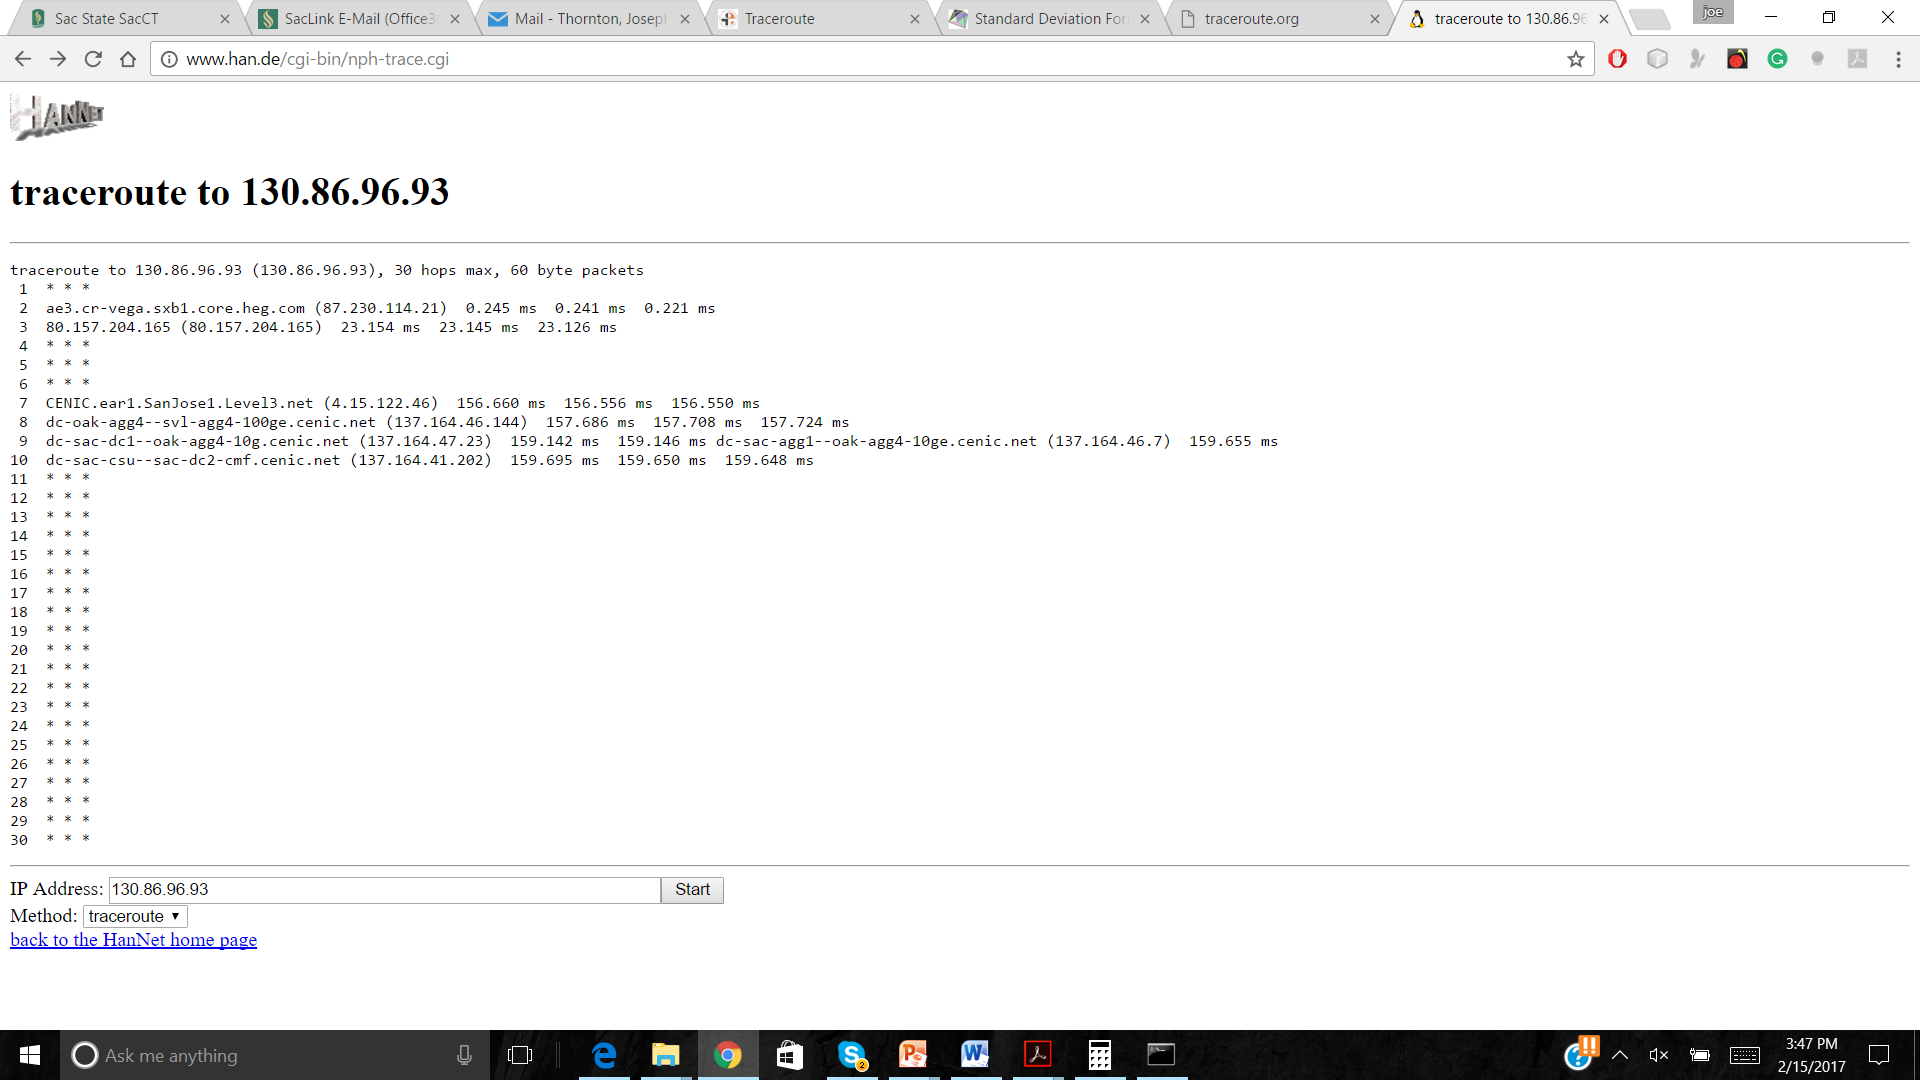 Sac State SacCT
SacLink E-Mail (Office3
Mail - Thornton, Joseph
Traceroute
Standard Deviation For
traceroute.org
traceroute to 130.86.96
joe
www.han.de/cgi-bin/nph-trace.cgi
HANNET
traceroute to 130.86.96.93
traceroute to 130.86.96.93 (130.86.96.93), 30 hops max, 60 byte packets
1 * * *
2 ae3.cr-vega.sxb1.core.heg.com (87.230.114.21) 0.245 ms 0.241 ms 0.221 ms
3 80.157.204.165 (80.157.204.165) 23.154 ms 23.145 ms 23.126 ms
4 * * *
5 * * *
6 * * *
7 CENIC.ear1.SanJose1.Level3.net (4.15.122.46) 156.660 ms 156.556 ms 156.550 ms
8 dc-oak-agg4--svl-agg4-100ge.cenic.net (137.164.46.144) 157.686 ms 157.708 ms 157.724 ms
9 dc-sac-dc1--oak-agg4-10g.cenic.net (137.164.47.23) 159.142 ms 159.146 ms dc-sac-agg1--oak-agg4-10ge.cenic.net (137.164.46.7) 159.655 ms
10 dc-sac-csu--sac-dc2-cmf.cenic.net (137.164.41.202) 159.695 ms 159.650 ms 159.648 ms
11 * * *
12 * * *
13 * * *
14 * * *
15 * * *
16 * * *
17 * * *
18 * * *
19 * * *
20 * * *
21 * * *
22 * * *
23 * * *
24 * * *
25 * * *
26 * * *
27 * * *
28 * * *
29 * * *
30 * * *
IP Address: 130.86.96.93 Start
Method: traceroute
back to the HanNet home page
Ask me anything
2
3:47 PM
2/15/2017